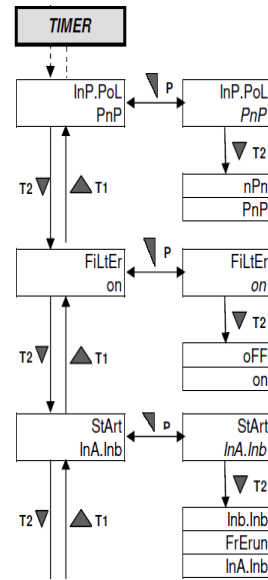 TIMER
InP.PoL
PnP
P
InP.PoL
PnP
T2
nPn
PnP
T2
T1
FiLtEr
on
P
FiLtEr
on
T2
oFF
on
T2
T1
StArt
InA.Inb
P
StArt
InA.Inb
T2
Inb.Inb
FrErun
InA.Inb
T2
T1